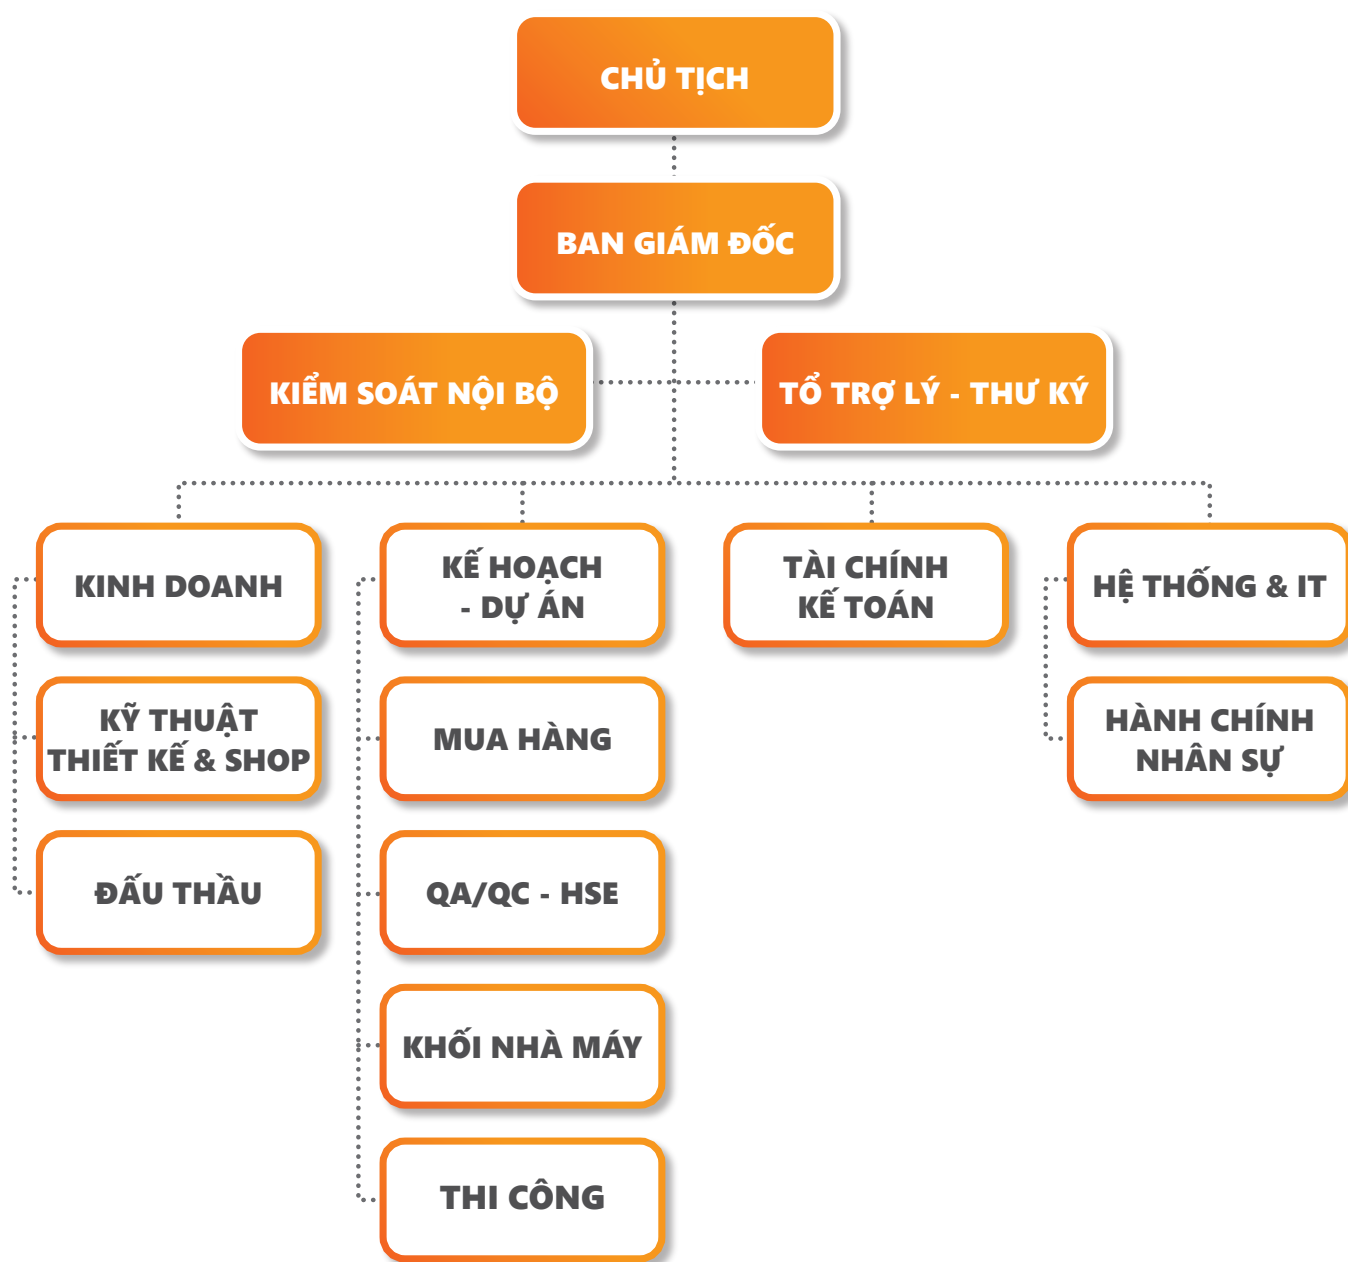 CHỦ TỊCH
BAN GIÁM ĐỐC
KIỂM SOÁT NỘI BỘ
TỔ TRỢ LÝ - THƯ KÝ
KINH DOANH
KỸ THUẬT
THIẾT KẾ & SHOP
ĐẤU THẦU
KẾ HOẠCH
- DỰ ÁN
MUA HÀNG
QA/QC - HSE
KHỐI NHÀ MÁY
THI CÔNG
TÀI CHÍNH
KẾ TOÁN
HỆ THỐNG & IT
HÀNH CHÍNH
NHÂN SỰ